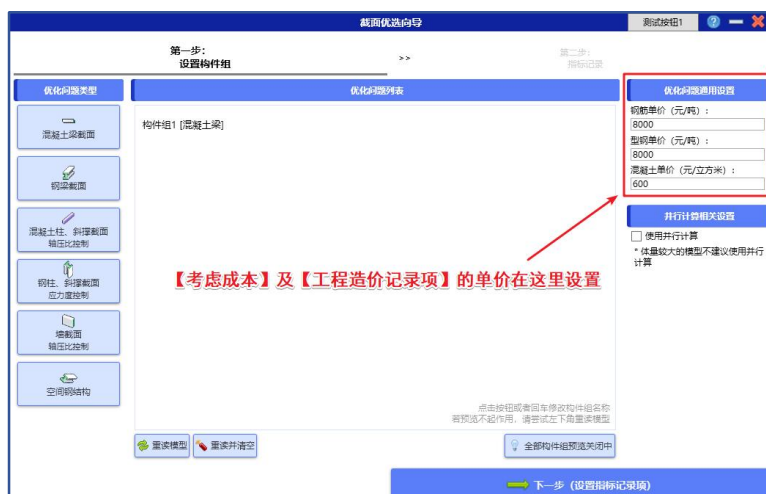 截面优选向导
测试按钮1
第一步:
设置构件组
>>
第二步:
指标记录
优化问题类型
优化问题列表
优化问题通用设置
混凝土梁截面
钢梁截面
混凝土柱、斜撑截面
轴压比控制
钢柱、斜撑截面
应力度控制
墙截面
轴压比控制
空间钢结构
构件组1 [混凝土梁]
钢筋单价（元/吨）:
8000
型钢单价（元/吨）:
8000
混凝土单价（元/立方米）:
600
并行计算相关设置
使用并行计算
* 体量较大的模型不建议使用并行
计算
【考虑成本】及【工程造价记录项】的单价在这里设置
点击按钮或者回车修改构件组名称
若预览不起作用，请尝试左下角重读模型
重读模型
重读并清空
全部构件组预览关闭中
下一步（设置指标记录项）